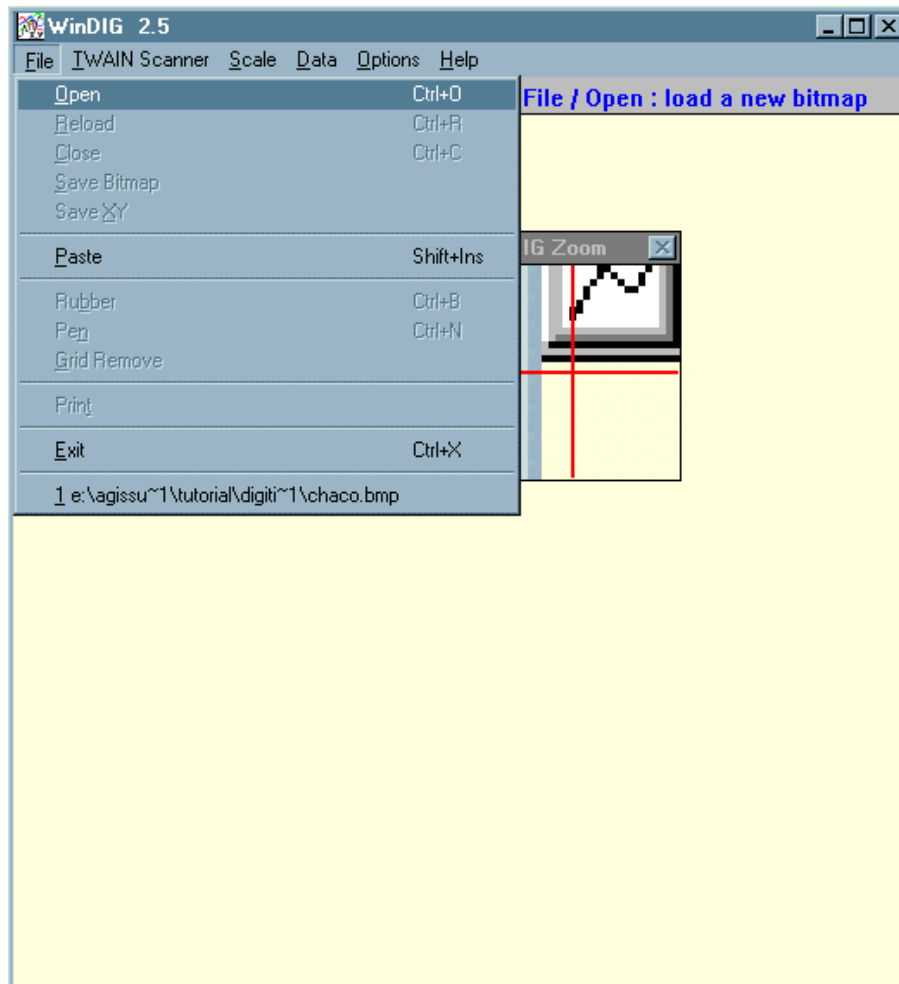 WinDIG 2.5
File TWAIN Scanner Scale Data Options Help
Open Ctrl+O
File / Open : load a new bitmap
Reload Ctrl+R
Close Ctrl+C
Save Bitmap
Save XY
IG Zoom
Paste Shift+Ins
Rubber Ctrl+B
Pen Ctrl+N
Grid Remove
Print
Exit Ctrl+X
1 e:\agissu~1\tutorial\digiti~1\chaco.bmp